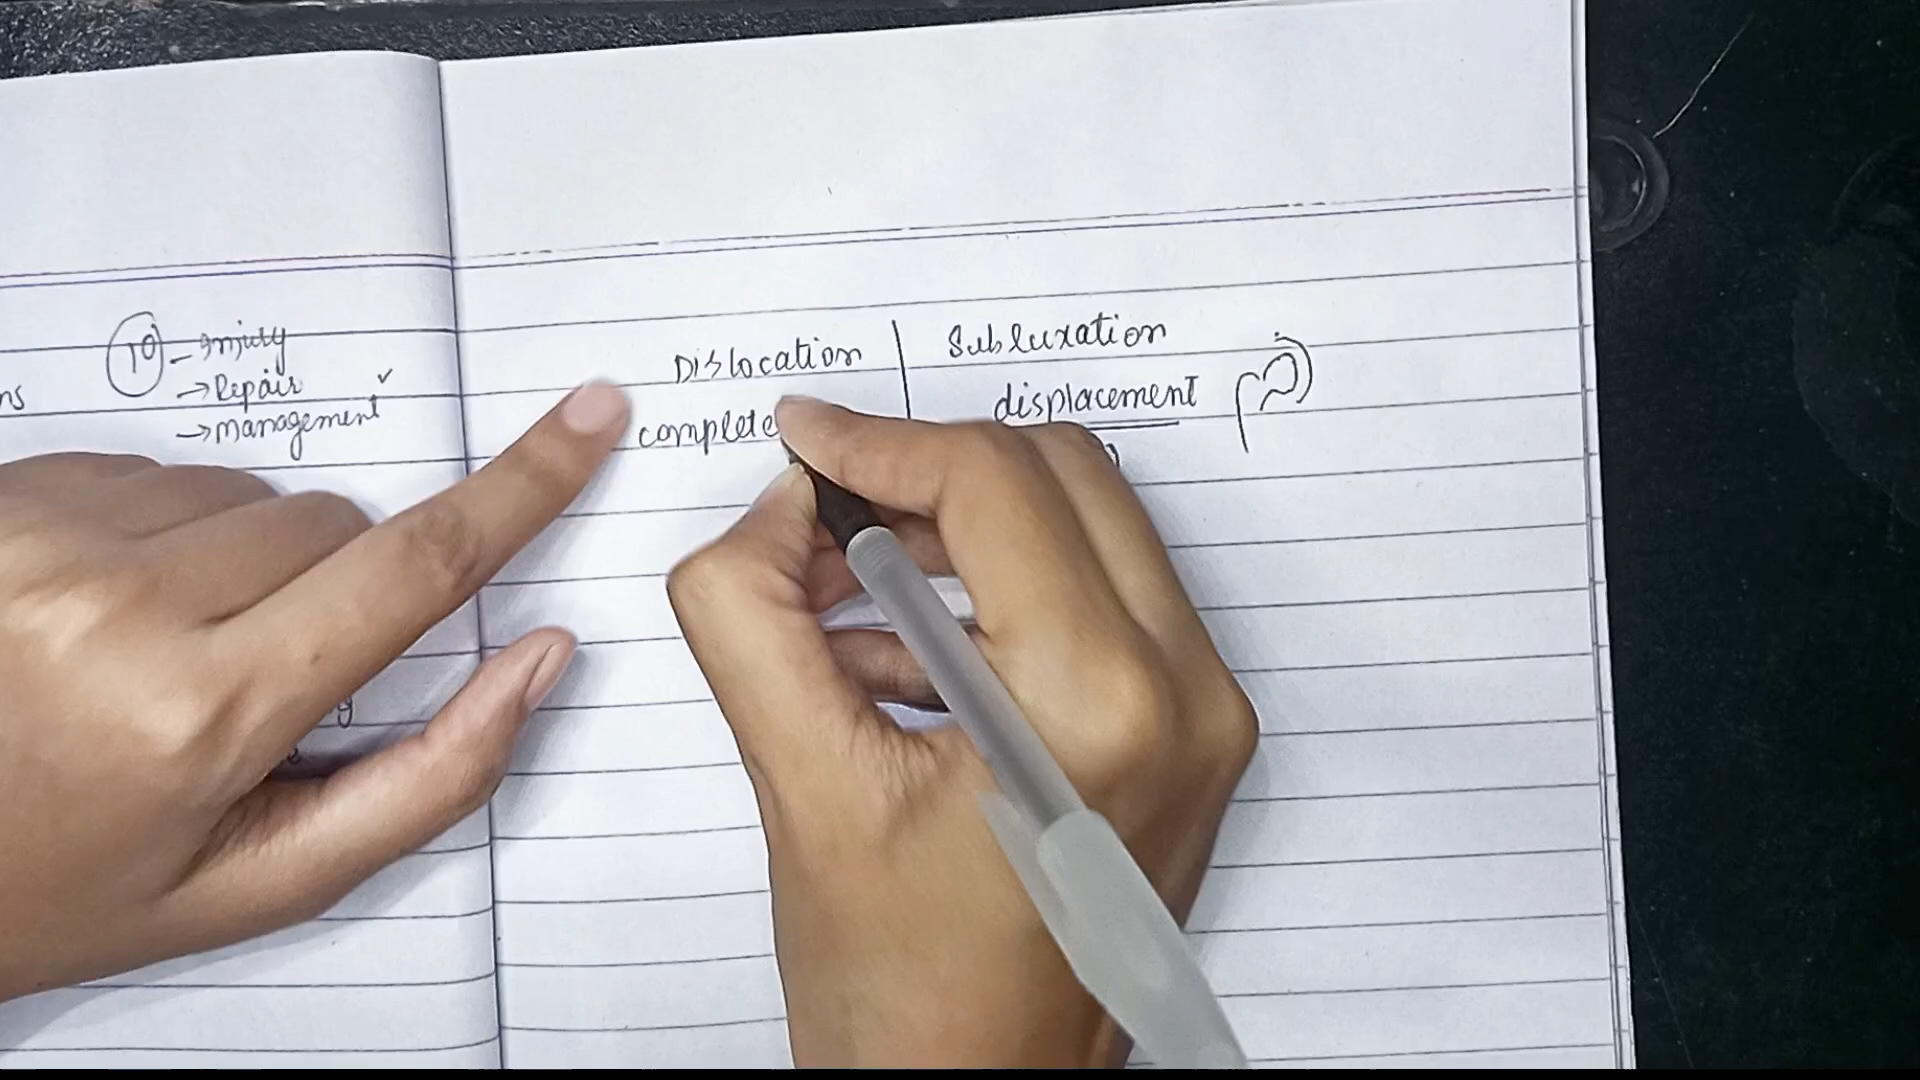 ns
10 - Injury
→ Repair ✓
→ management
Dislocation | Subluxation
complete
displacement